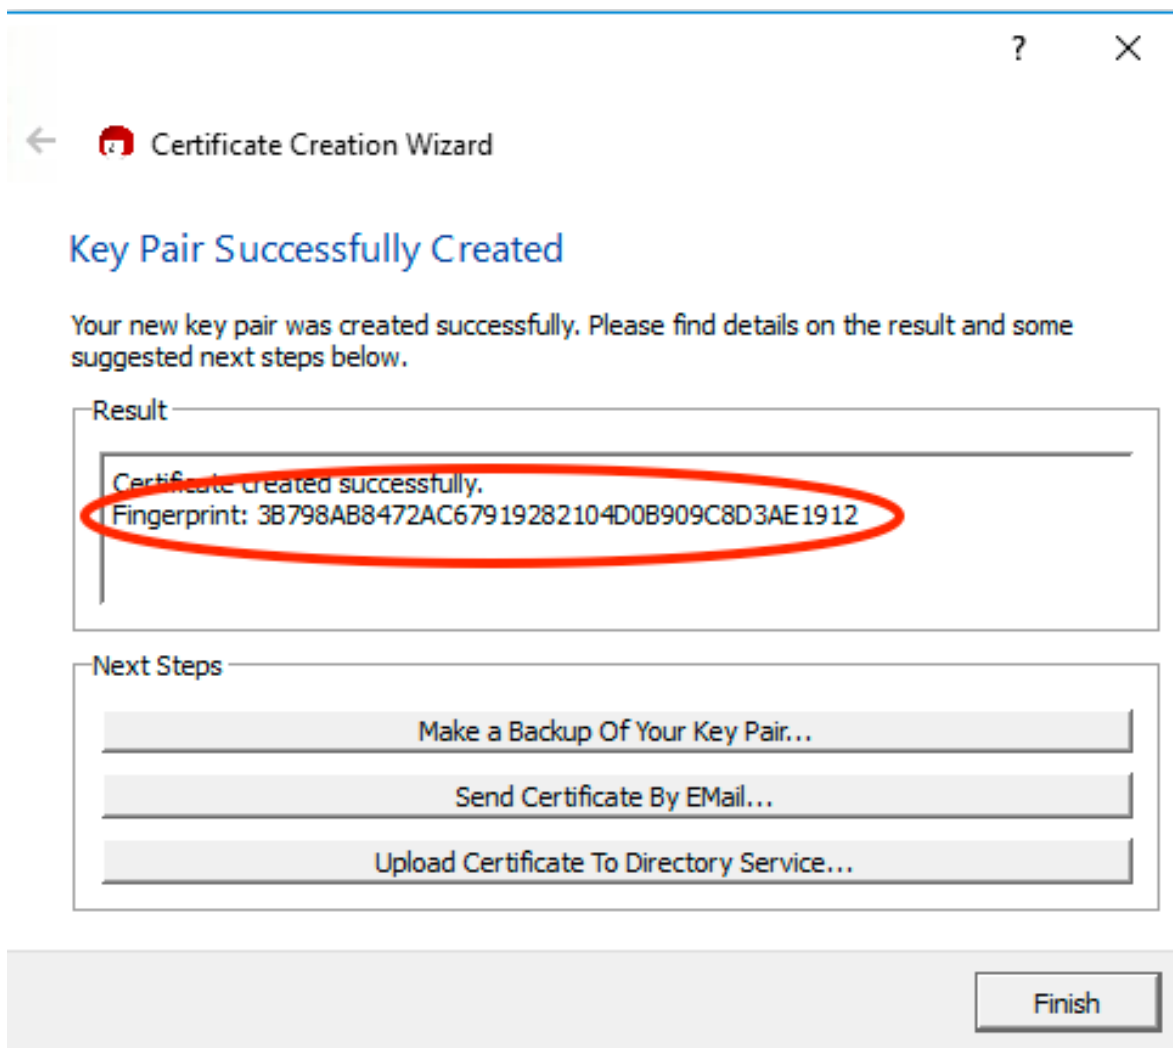 ?
Certificate Creation Wizard
Key Pair Successfully Created
Your new key pair was created successfully. Please find details on the result and some
suggested next steps below.
Result
Certificate created successfully.
Fingerprint: 3B798AB8472AC67919282104D0B909C8D3AE1912
Next Steps
Make a Backup Of Your Key Pair...
Send Certificate By EMail...
Upload Certificate To Directory Service...
Finish